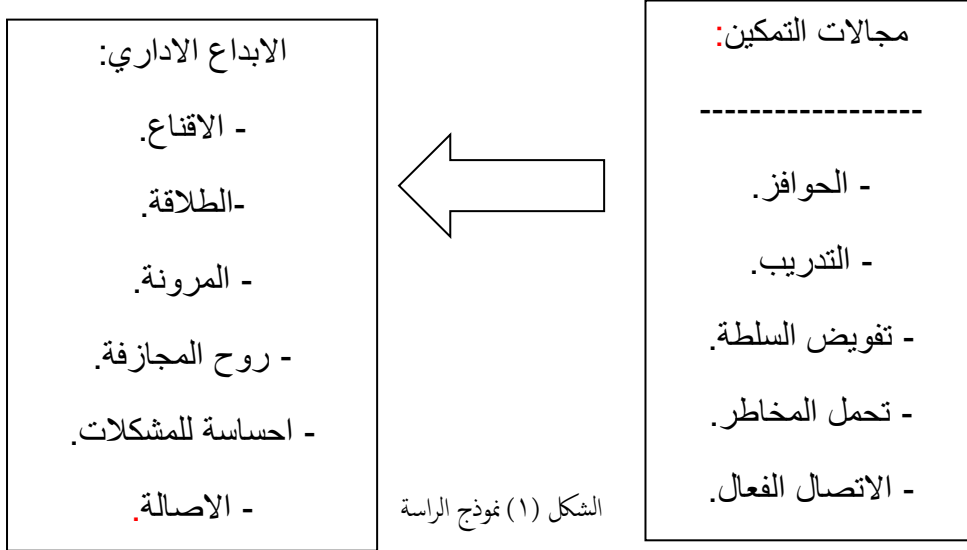 مجالات التمكين:
------------------
- الحوافز.
- التدريب.
- تفويض السلطة.
- تحمل المخاطر.
- الاتصال الفعال.
الابداع الاداري:
- الاقناع.
-الطلاقة.
- المرونة.
- روح المجازفة.
- احساسة للمشكلات.
- الاصالة.
الشكل (١) نموذج الراسة